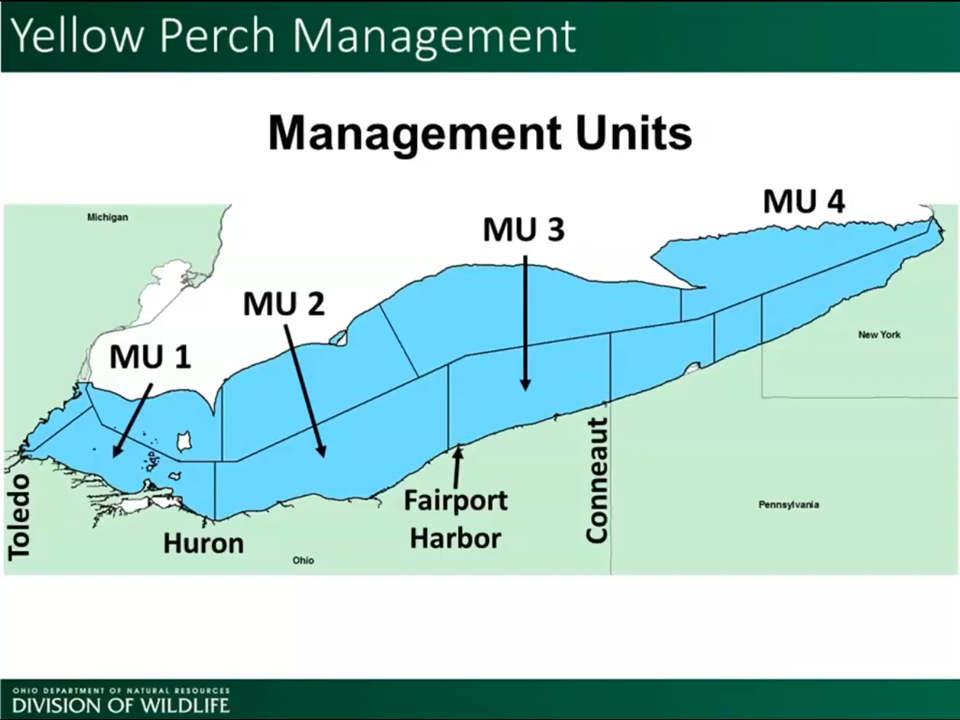 Yellow Perch Management
Management Units
Michigan
MU 4
MU 3
MU 2
MU 1
New York
Toledo
Huron
Fairport
Harbor
Conneaut
Pennsylvania
Ohio
OHIO DEPARTMENT OF NATURAL RESOURCES
DIVISION OF WILDLIFE